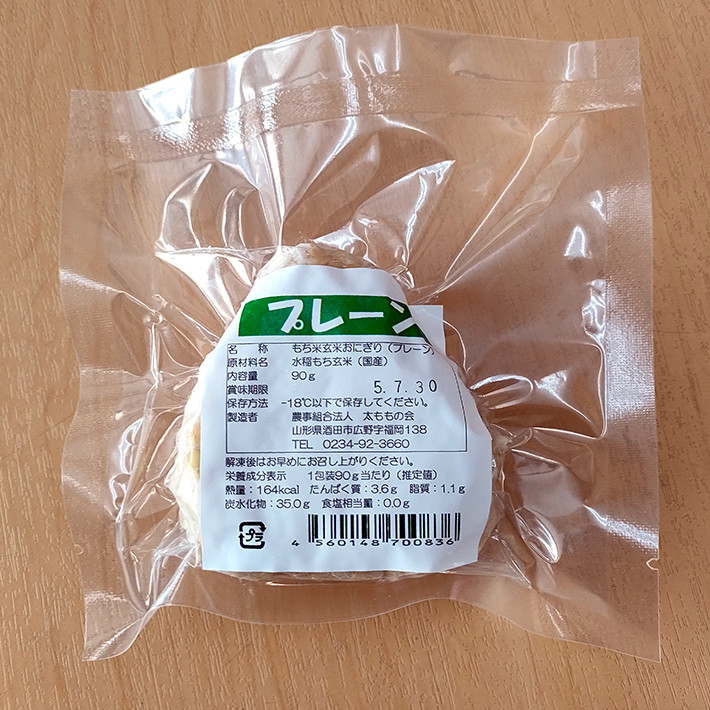 プレーン
名　称　もち米玄米おにぎり（プレーン）
原材料名　水稲もち玄米（国産）
内容量　90g
賞味期限　5.7.30
保存方法　-18℃以下で保存してください。
製造者　農事組合法人　太ももの会
山形県酒田市広野字福岡138
TEL　0234-92-3660
解凍後はお早めにお召し上がりください。
栄養成分表示　1包装90g当たり（推定値）
熱量：164kcal　たんぱく質：3.6g　脂質：1.1g
炭水化物：35.0g　食塩相当量：0.0g
プラ
4 560148 700836